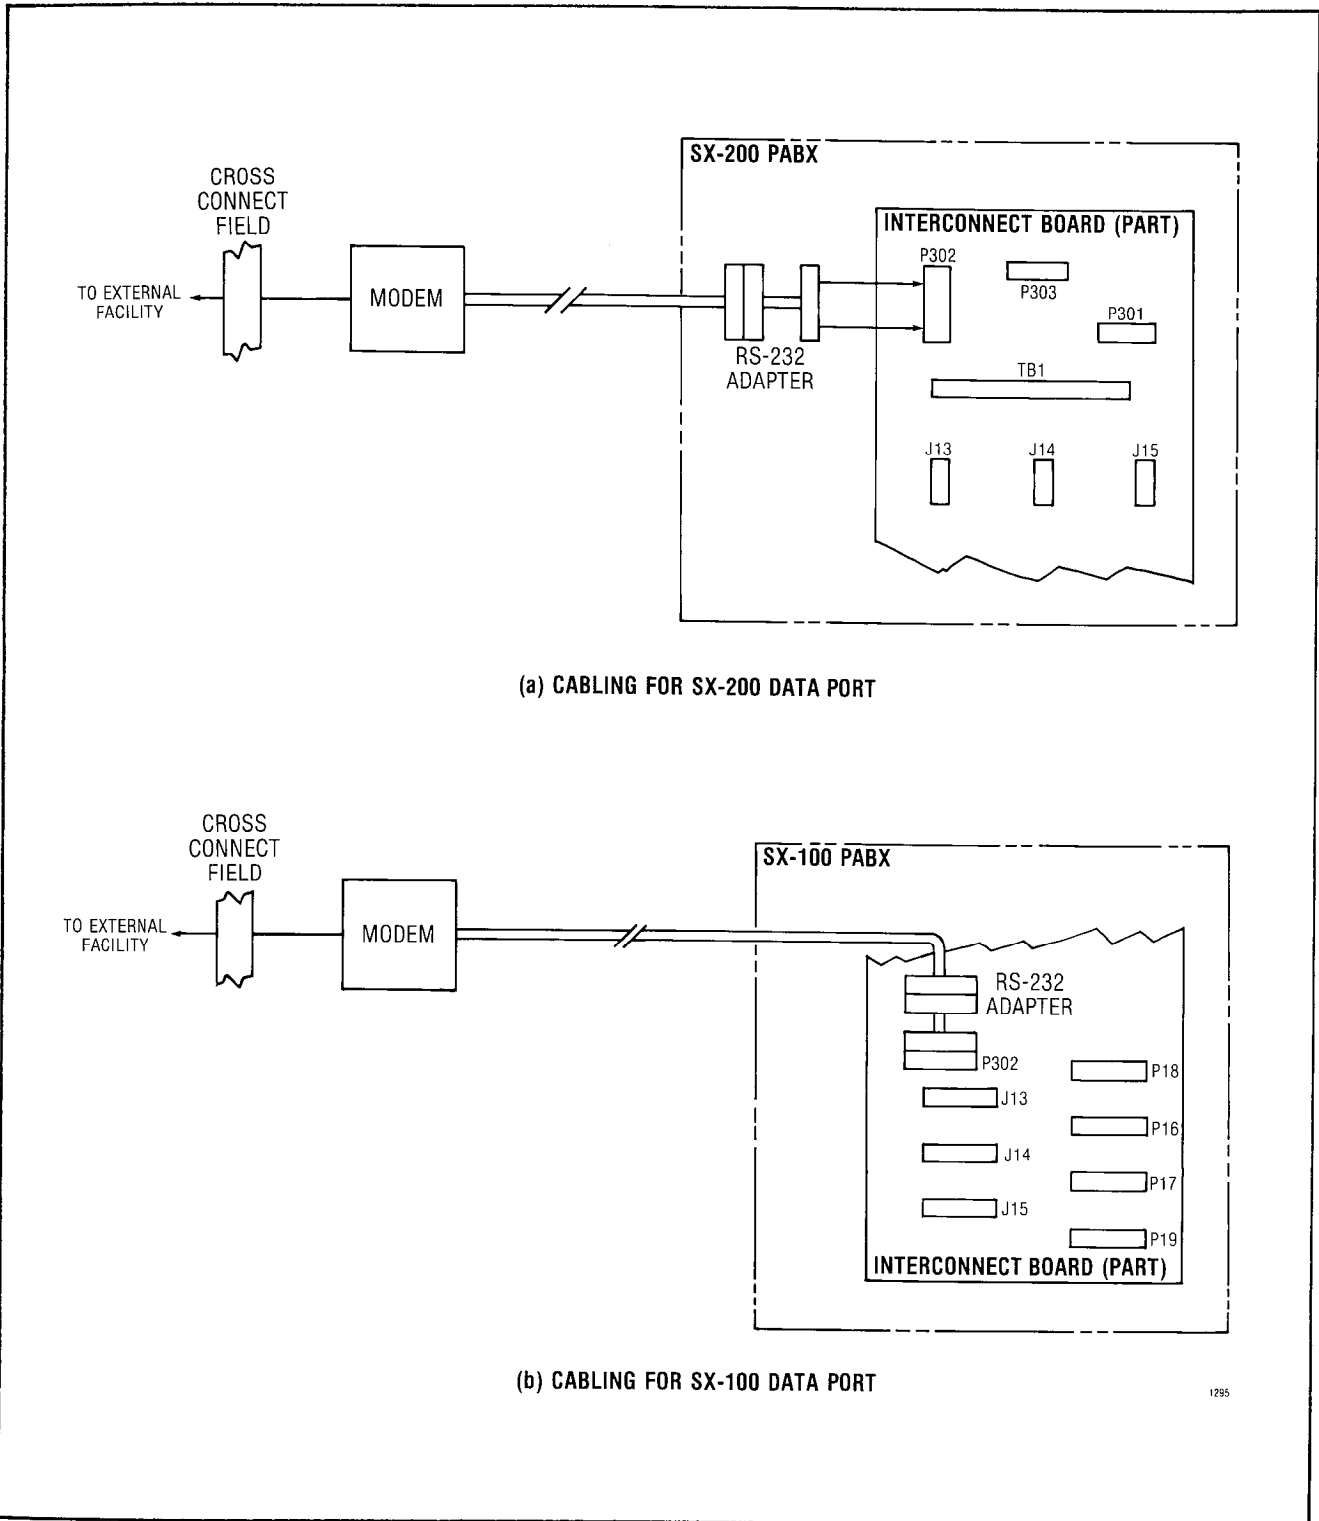 SX-200 PABX
CROSS
CONNECT
FIELD
INTERCONNECT BOARD (PART)
P302
P303
TO EXTERNAL
FACILITY
MODEM
P301
RS-232
ADAPTER
TB1
J13
J14
J15
(a) CABLING FOR SX-200 DATA PORT
CROSS
CONNECT
FIELD
SX-100 PABX
TO EXTERNAL
FACILITY
MODEM
RS-232
ADAPTER
P302
P18
J13
P16
J14
P17
J15
P19
INTERCONNECT BOARD (PART)
(b) CABLING FOR SX-100 DATA PORT
1295